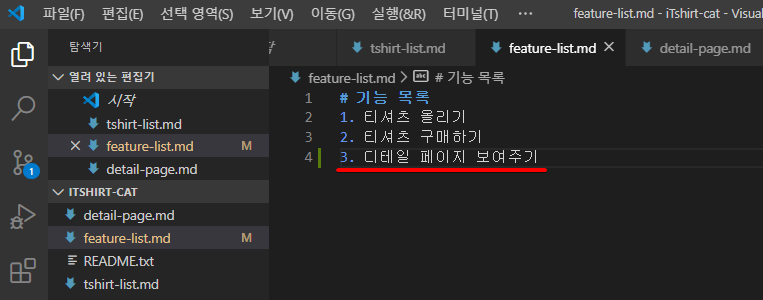 파일(F) 편집(E) 선택 영역(S) 보기(V) 이동(G) 실행(&R) 터미널(T) feature-list.md - iTshirt-cat - Visual
탐색기
tshirt-list.md feature-list.md detail-page.md
열려 있는 편집기
feature-list.md > # 기능 목록
시작
1 # 기능 목록
tshirt-list.md
2 1. 티셔츠 올리기
feature-list.md M
3 2. 티셔츠 구매하기
detail-page.md
4 3. 디테일 페이지 보여주기
1
ITSHIRT-CAT
detail-page.md
feature-list.md M
README.txt
tshirt-list.md